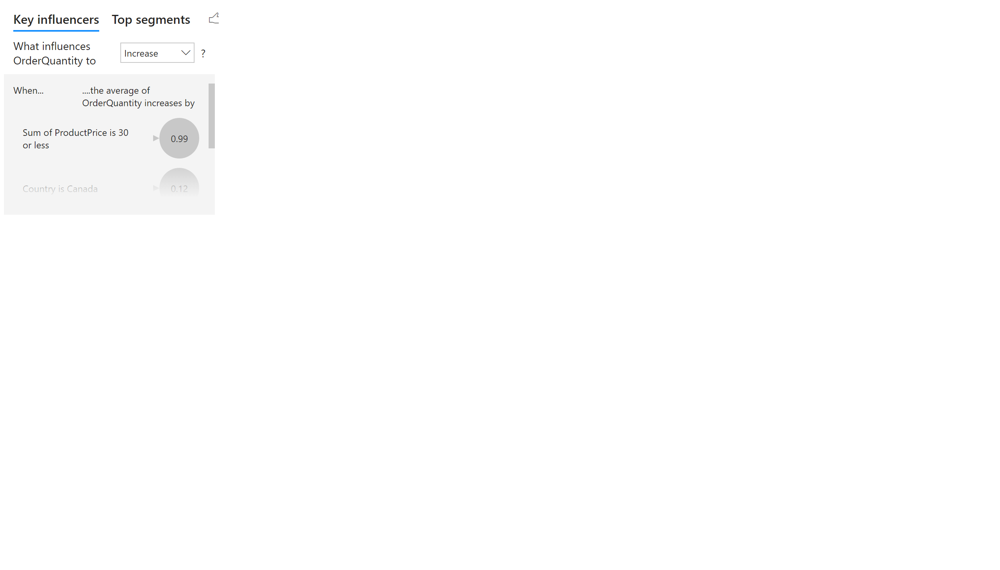 Key influencers Top segments
What influences
OrderQuantity to
Increase ?
When... ....the average of
OrderQuantity increases by
Sum of ProductPrice is 30
or less
0.99
Country is Canada 0.12